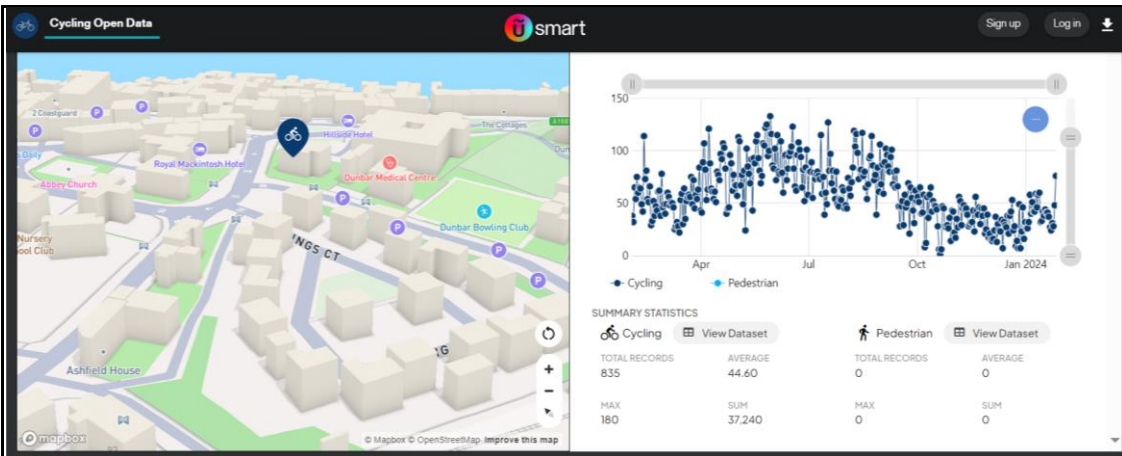 Cycling Open Data
ũ smart
Sign up
Log in
2 Coastguard
P
P
P
Hillside Hotel
The Cottages
Royal Mackintosh Hotel
Abbey Church
Dunbar Medical Centre
P
P
Dunbar Bowling Club
Nursery
ool Club
NGS CT
P
P
G
Ashfield House
mapbox
© Mapbox © OpenStreetMap Improve this map
150
100
50
0
Apr
Jul
Oct
Jan 2024
Cycling
Pedestrian
SUMMARY STATISTICS
Cycling
View Dataset
Pedestrian
View Dataset
TOTAL RECORDS
AVERAGE
TOTAL RECORDS
AVERAGE
835
44.60
0
0
MAX
SUM
MAX
SUM
180
37,240
0
0